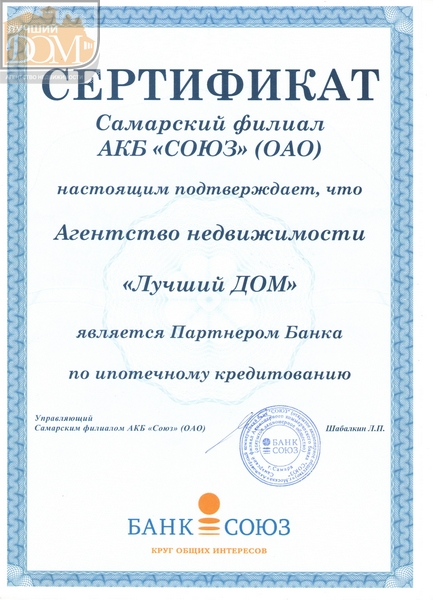 ЛУЧШИЙ
ДОМ
АГЕНТСТВО НЕДВИЖИМОСТИ
СЕРТИФИКАТ
Самарский филиал
АКБ «СОЮЗ» (ОАО)
настоящим подтверждает, что
Агентство недвижимости
«Лучший ДОМ»
является Партнером Банка
по ипотечному кредитованию
Управляющий
Самарским филиалом АКБ «Союз» (ОАО)
Шабалкин Л.П.
БАНК
СОЮЗ
г. Самара
БАНК СОЮЗ
КРУГ ОБЩИХ ИНТЕРЕСОВ